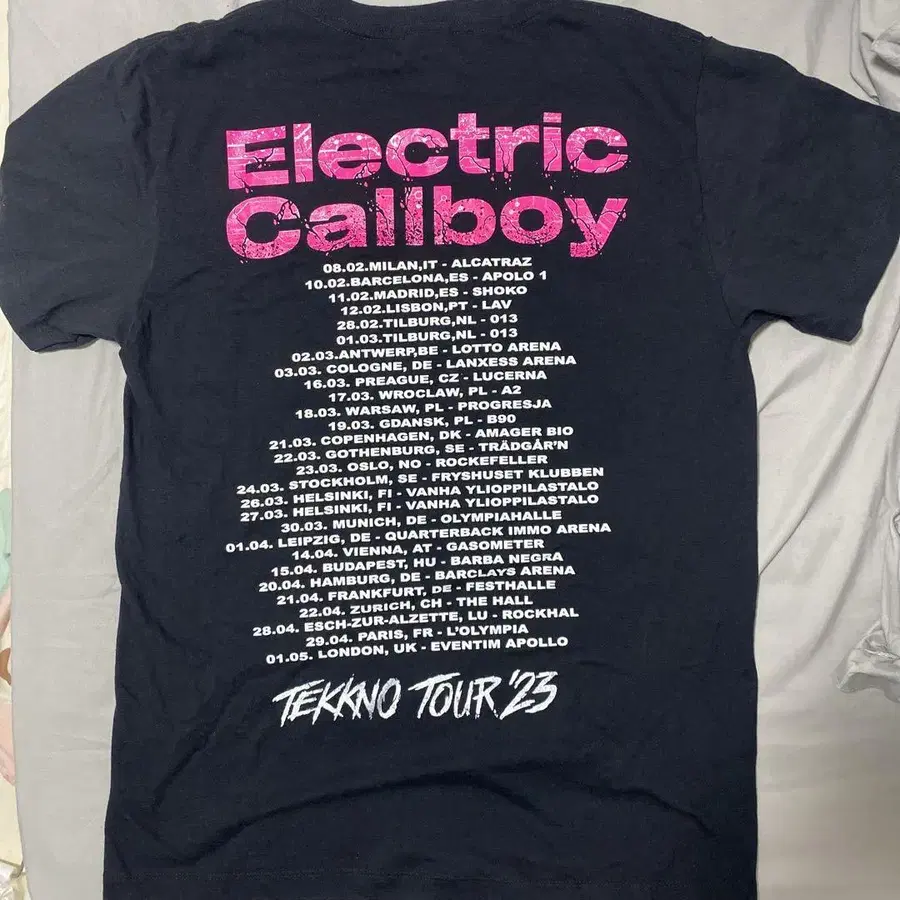 Electric
Callboy
08.02.MILAN,IT - ALCATRAZ
10.02.BARCELONA,ES - APOLO 1
11.02.MADRID,ES - SHOKO
12.02.LISBON,PT - LAV
28.02.TILBURG,NL - 013
01.03.TILBURG,NL - 013
02.03.ANTWERP,BE - LOTTO ARENA
03.03. COLOGNE, DE - LANXESS ARENA
16.03. PREAGUE, CZ - LUCERNA
17.03. WROCLAW, PL - A2
18.03. WARSAW, PL - PROGRESJA
19.03. GDANSK, PL - B90
21.03. COPENHAGEN, DK - AMAGER BIO
22.03. GOTHENBURG, SE - TRÄDGÅR'N
23.03. OSLO, NO - ROCKEFELLER
24.03. STOCKHOLM, SE - FRYSHUSET KLUBBEN
26.03. HELSINKI, FI - VANHA YLIOPPILASTALO
27.03. HELSINKI, FI - VANHA YLIOPPILASTALO
30.03. MUNICH, DE - OLYMPIAHALLE
01.04. LEIPZIG, DE - QUARTERBACK IMMO ARENA
14.04. VIENNA, AT - GASOMETER
15.04. BUDAPEST, HU - BARBA NEGRA
20.04. HAMBURG, DE - BARCLAYS ARENA
21.04. FRANKFURT, DE - FESTHALLE
22.04. ZURICH, CH - THE HALL
28.04. ESCH-ZUR-ALZETTE, LU - ROCKHAL
29.04. PARIS, FR - L'OLYMPIA
01.05. LONDON, UK - EVENTIM APOLLO
TEKKNO TOUR '23